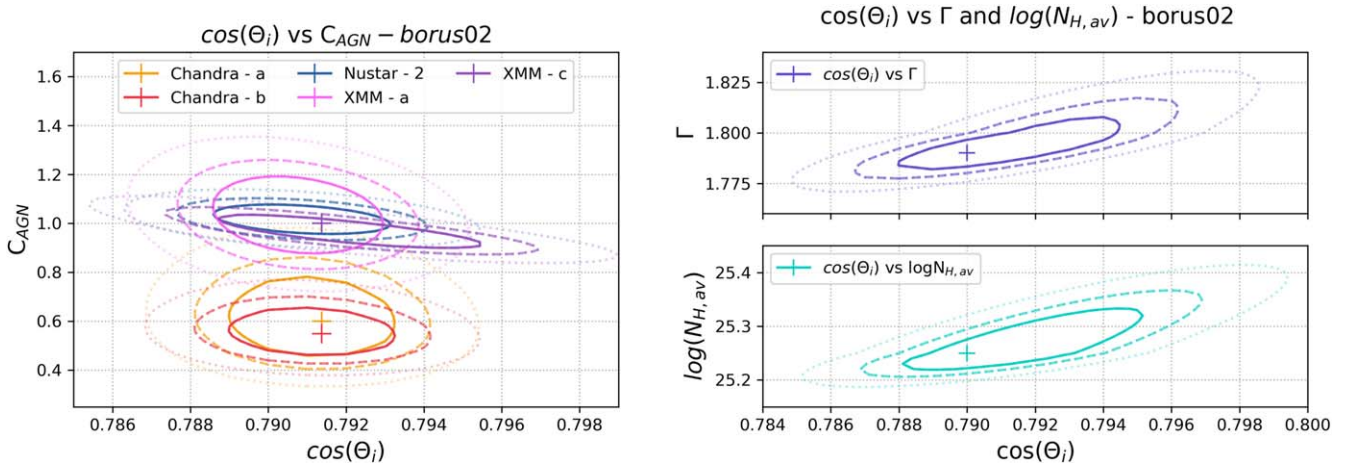 cos(Θi) vs CAGN − borus02
Chandra - a
Chandra - b
Nustar - 2
XMM - a
XMM - c
CAGN
1.6
1.4
1.2
1.0
0.8
0.6
0.4
0.786 0.788 0.790 0.792 0.794 0.796 0.798
cos(Θi)
cos(Θi) vs Γ and log(NH, av) - borus02
cos(Θi) vs Γ
Γ
1.825
1.800
1.775
cos(Θi) vs logNH, av
log(NH, av)
25.4
25.3
25.2
0.784 0.786 0.788 0.790 0.792 0.794 0.796 0.798 0.800
cos(Θi)